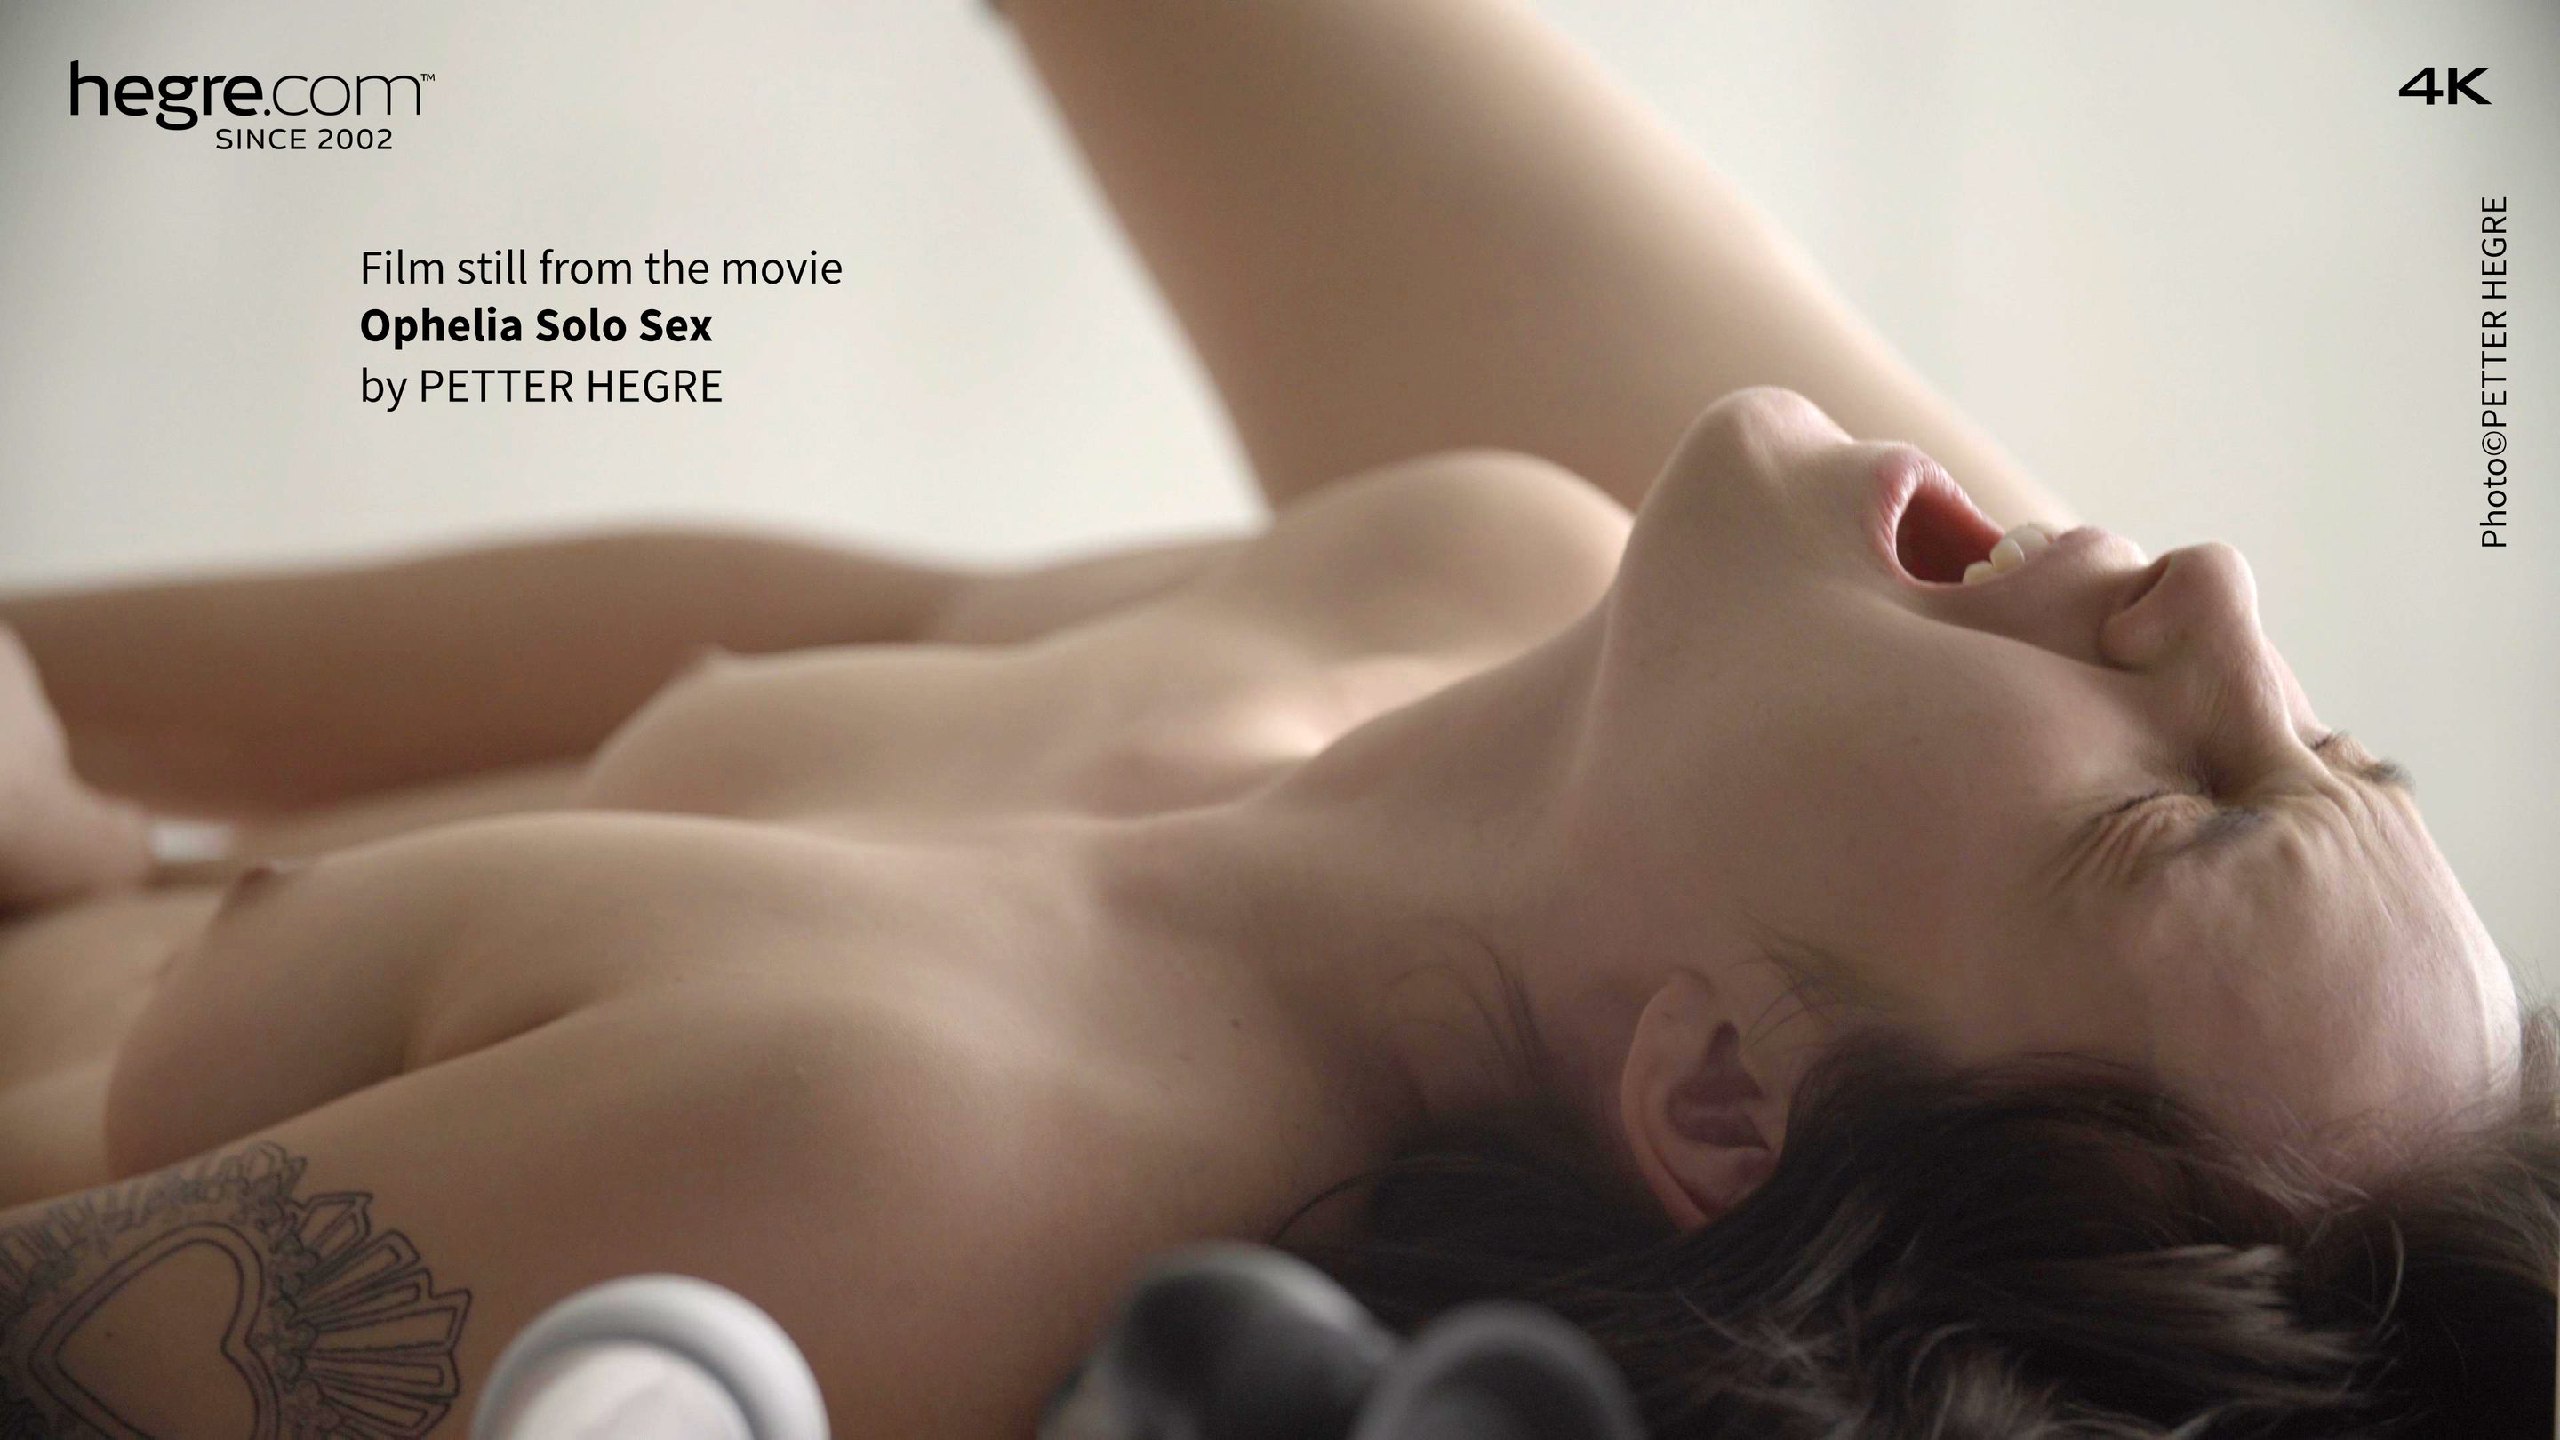 hegre.com™
SINCE 2002
4K
Film still from the movie
Ophelia Solo Sex
by PETTER HEGRE
Photo©PETTER HEGRE